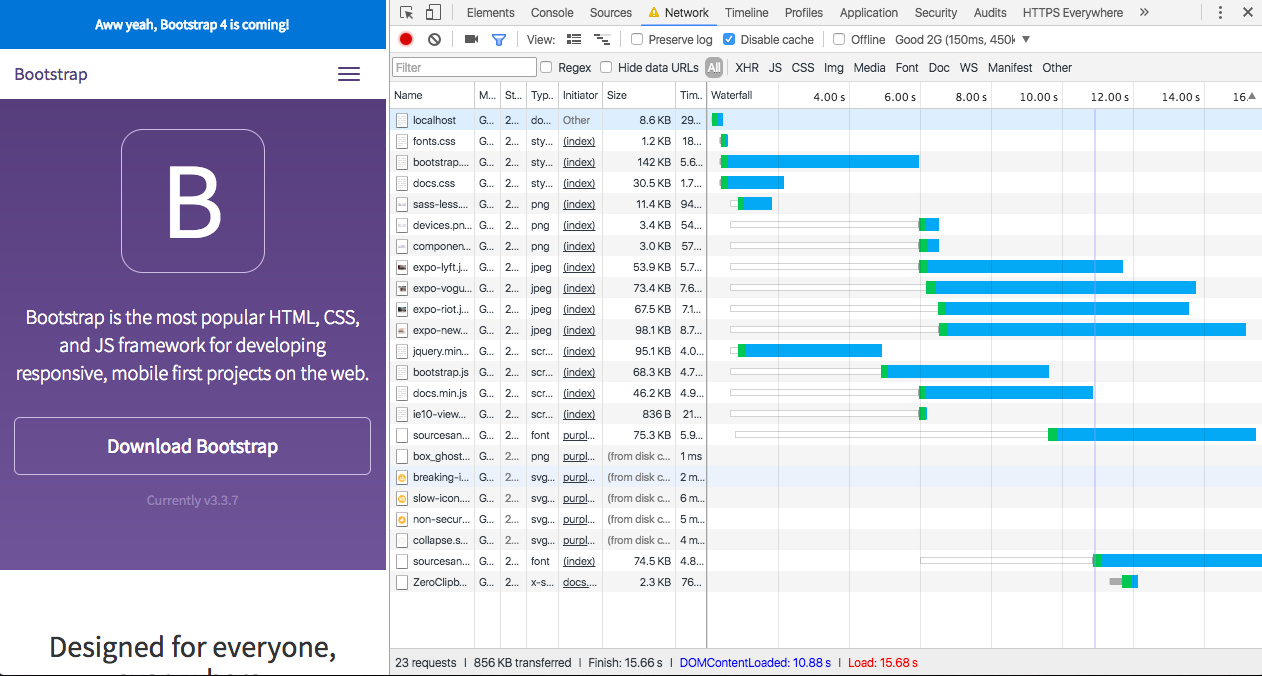 Aww yeah, Bootstrap 4 is coming!
Bootstrap
B
Bootstrap is the most popular HTML, CSS,
and JS framework for developing
responsive, mobile first projects on the web.
Download Bootstrap
Currently v3.3.7
Designed for everyone,
Elements Console Sources Network Timeline Profiles Application Security Audits HTTPS Everywhere »
View: Preserve log Disable cache Offline Good 2G (150ms, 450k
Filter Regex Hide data URLs All XHR JS CSS Img Media Font Doc WS Manifest Other
Name M... St... Typ.. Initiator Size Tim.. Waterfall 4.00 s 6.00 s 8.00 s 10.00 s 12.00 s 14.00 s 16.
localhost G... 2... do... Other 8.6 KB 29...
fonts.css G... 2... sty... (index) 1.2 KB 18...
bootstrap.... G... 2... sty... (index) 142 KB 5.6...
docs.css G... 2... sty... (index) 30.5 KB 1.7...
sass-less.... G... 2... png (index) 11.4 KB 94...
devices.pn... G... 2... png (index) 3.4 KB 54...
componen... G... 2... png (index) 3.0 KB 57...
expo-lyft.j... G... 2... jpeg (index) 53.9 KB 5.7...
expo-vogu... G... 2... jpeg (index) 73.4 KB 7.6...
expo-riot.j... G... 2... jpeg (index) 67.5 KB 7.1...
expo-new... G... 2... jpeg (index) 98.1 KB 8.7...
jquery.min... G... 2... scr... (index) 95.1 KB 4.0...
bootstrap.js G... 2... scr... (index) 68.3 KB 4.7...
docs.min.js G... 2... scr... (index) 46.2 KB 4.9...
ie10-view... G... 2... scr... (index) 836 B 21...
sourcesan... G... 2... font purpl... 75.3 KB 5.9...
box_ghost... G... 2... png purpl... (from disk c... 1 ms
breaking-i... G... 2... svg... purpl... (from disk c... 2 m...
slow-icon.... G... 2... svg... purpl... (from disk c... 6 m...
non-secur... G... 2... svg... purpl... (from disk c... 5 m...
collapse.s... G... 2... svg... purpl... (from disk c... 4 m...
sourcesan... G... 2... font (index) 74.5 KB 4.8...
ZeroClipb... G... 2... x-s... docs.... 2.3 KB 76...
23 requests | 856 KB transferred | Finish: 15.66 s | DOMContentLoaded: 10.88 s | Load: 15.68 s